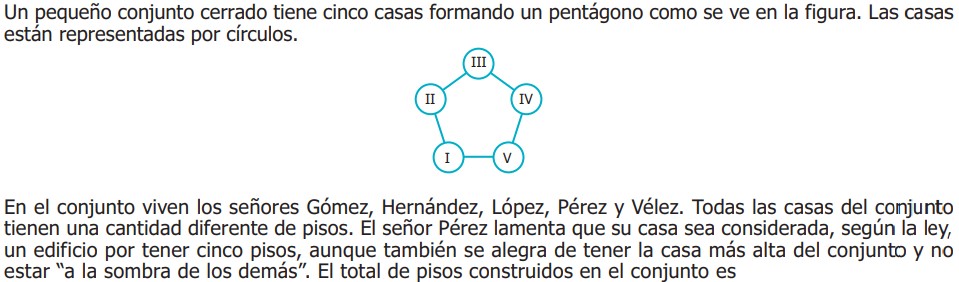 Un pequeño conjunto cerrado tiene cinco casas formando un pentágono como se ve en la figura. Las casas
están representadas por círculos.
III
II
IV
I
V
En el conjunto viven los señores Gómez, Hernández, López, Pérez y Vélez. Todas las casas del conjunto
tienen una cantidad diferente de pisos. El señor Pérez lamenta que su casa sea considerada, según la ley,
un edificio por tener cinco pisos, aunque también se alegra de tener la casa más alta del conjunto y no
estar “a la sombra de los demás”. El total de pisos construidos en el conjunto es